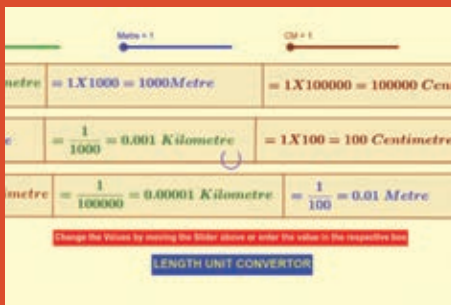 Metre = 1 CM = 1
metre = 1X1000 = 1000Metre = 1X100000 = 100000 Cen
e = 1/1000 = 0.001 Kilometre = 1X100 = 100 Centimetre
imetre = 1/100000 = 0.00001 Kilometre = 1/100 = 0.01 Metre
Change the Values by moving the Slider above or enter the value in the respective box
LENGTH UNIT CONVERTOR